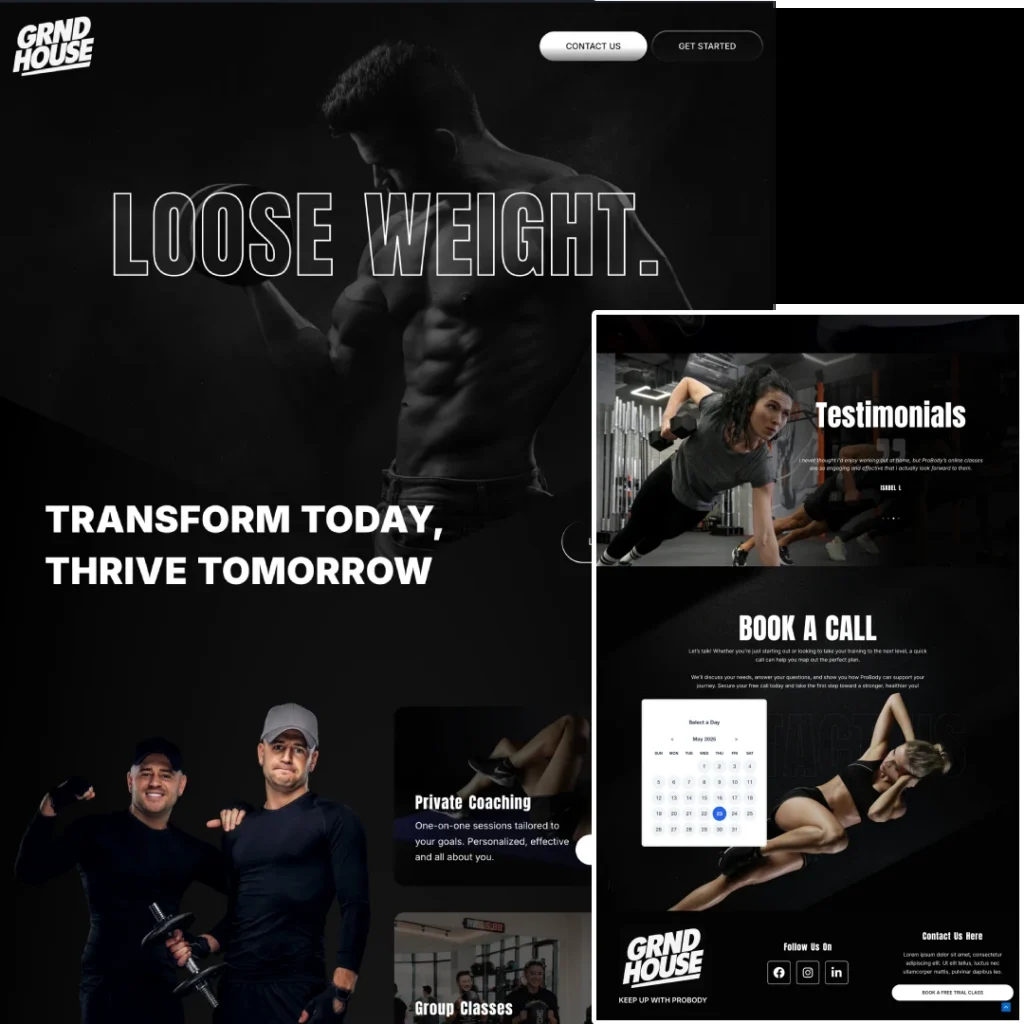 GRND
HOUSE
CONTACT US
GET STARTED
LOOSE WEIGHT.
TRANSFORM TODAY,
THRIVE TOMORROW
Private Coaching
One-on-one sessions tailored to
your goals. Personalized, effective
and all about you.
Group Classes
Testimonials
I never thought I'd enjoy working out at home, but ProBody's online classes
are so engaging and effective that I actually look forward to them.
ISABEL L
BOOK A CALL
Let's talk! Whether you're just starting out or looking to take your training to the next level, a quick
call can help you map out the perfect plan.
We'll discuss your needs, answer your questions, and show you how ProBody can support your
journey. Secure your free call today and take the first step toward a stronger, healthier you!
Select a Day
< May 2025 >
SUN MON TUE WED THU FRI SAT
1 2 3 4
5 6 7 8 9 10 11
12 13 14 15 16 17 18
19 20 21 22 23 24 25
26 27 28 29 30 31
GRND
HOUSE
KEEP UP WITH PROBODY
Follow Us On
Contact Us Here
Lorem ipsum dolor sit amet, consectetur
adipiscing elit. Ut elit tellus, luctus nec
ullamcorper mattis, pulvinar dapibus leo.
BOOK A FREE TRIAL CLASS